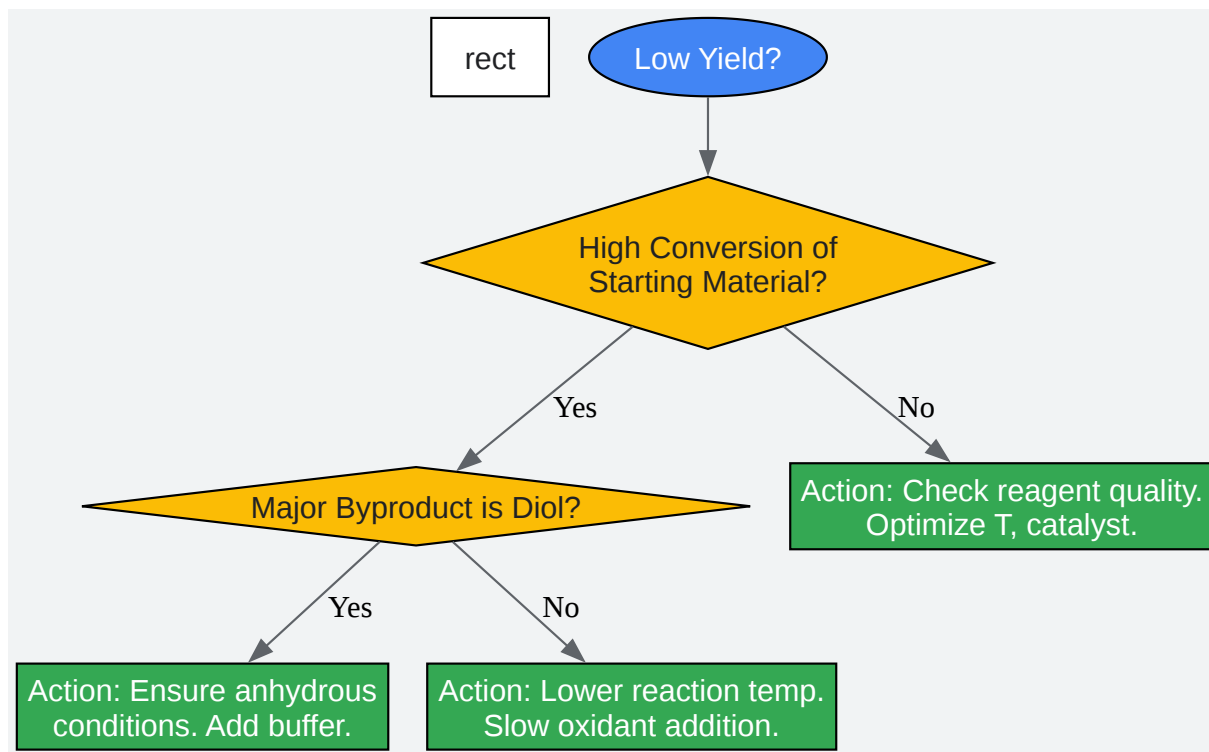 rect
Low Yield?
High Conversion of
Starting Material?
Yes
No
Major Byproduct is Diol?
Action: Check reagent quality.
Optimize T, catalyst.
Yes
No
Action: Ensure anhydrous
conditions. Add buffer.
Action: Lower reaction temp.
Slow oxidant addition.